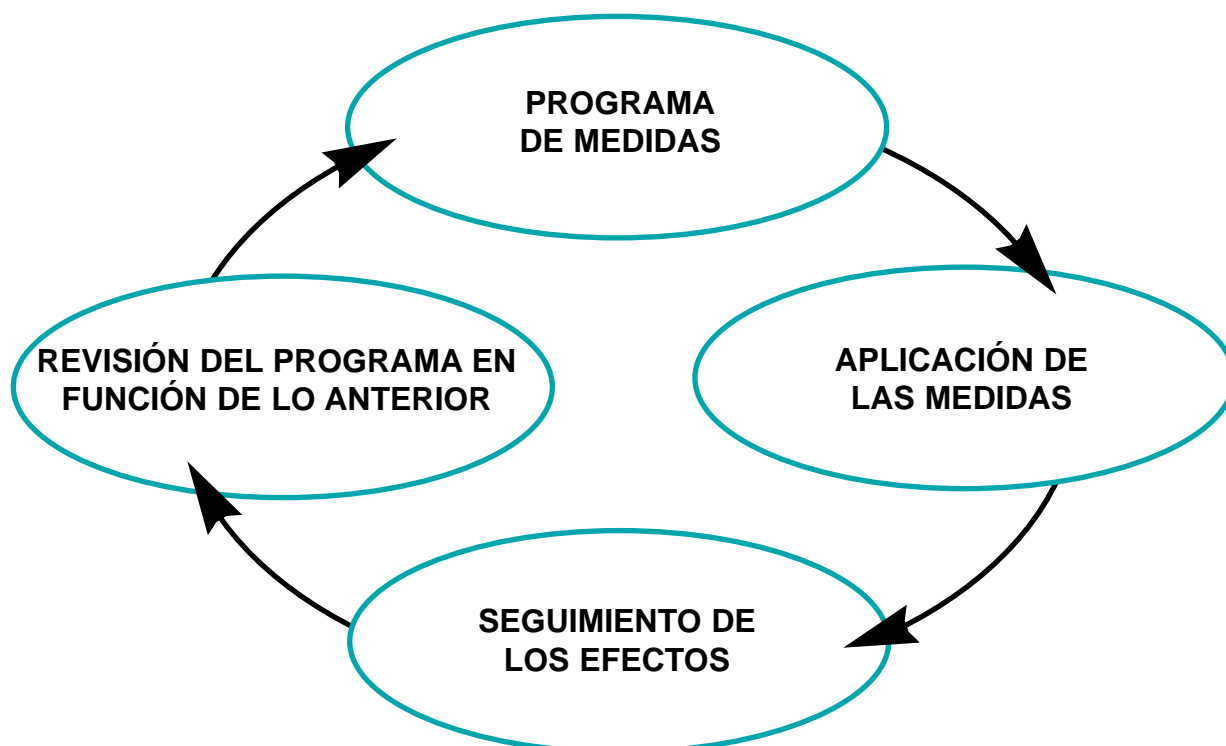 PROGRAMA
DE MEDIDAS
APLICACIÓN DE
LAS MEDIDAS
SEGUIMIENTO DE
LOS EFECTOS
REVISIÓN DEL PROGRAMA EN
FUNCIÓN DE LO ANTERIOR